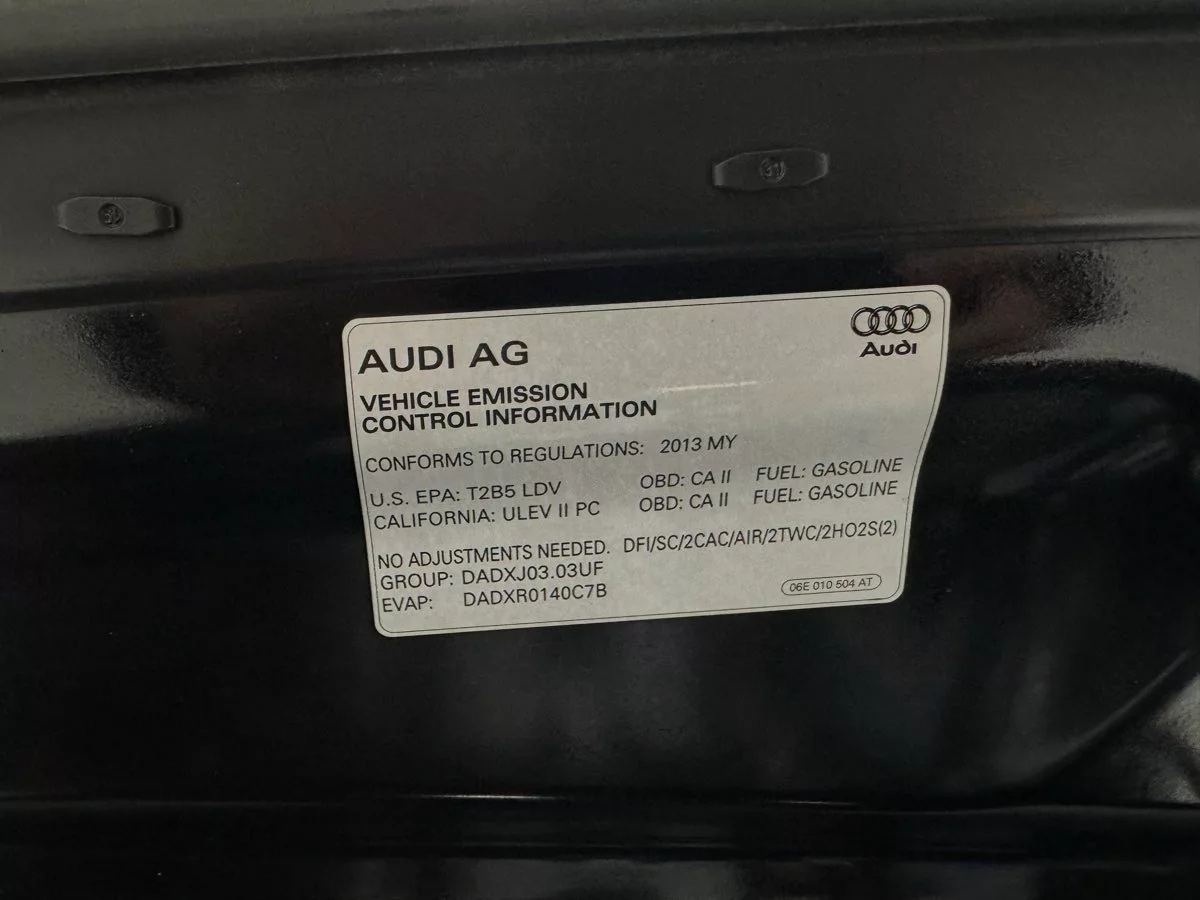 AUDI AG
Audi
VEHICLE EMISSION
CONTROL INFORMATION
CONFORMS TO REGULATIONS: 2013 MY
U.S. EPA: T2B5 LDV OBD: CA II FUEL: GASOLINE
CALIFORNIA: ULEV II PC OBD: CA II FUEL: GASOLINE
NO ADJUSTMENTS NEEDED. DFI/SC/2CAC/AIR/2TWC/2HO2S(2)
GROUP: DADXJ03.03UF
EVAP: DADXR0140C7B
06E 010 504 AT